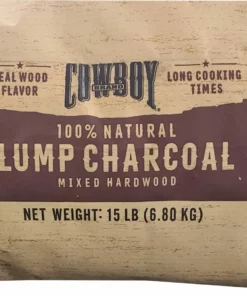 EAL WOOD
FLAVOR
COWBOY
BRAND
®
LONG COOKING
TIMES
100% NATURAL
LUMP CHARCOAL
MIXED HARDWOOD
NET WEIGHT: 15 LB (6.80 KG)